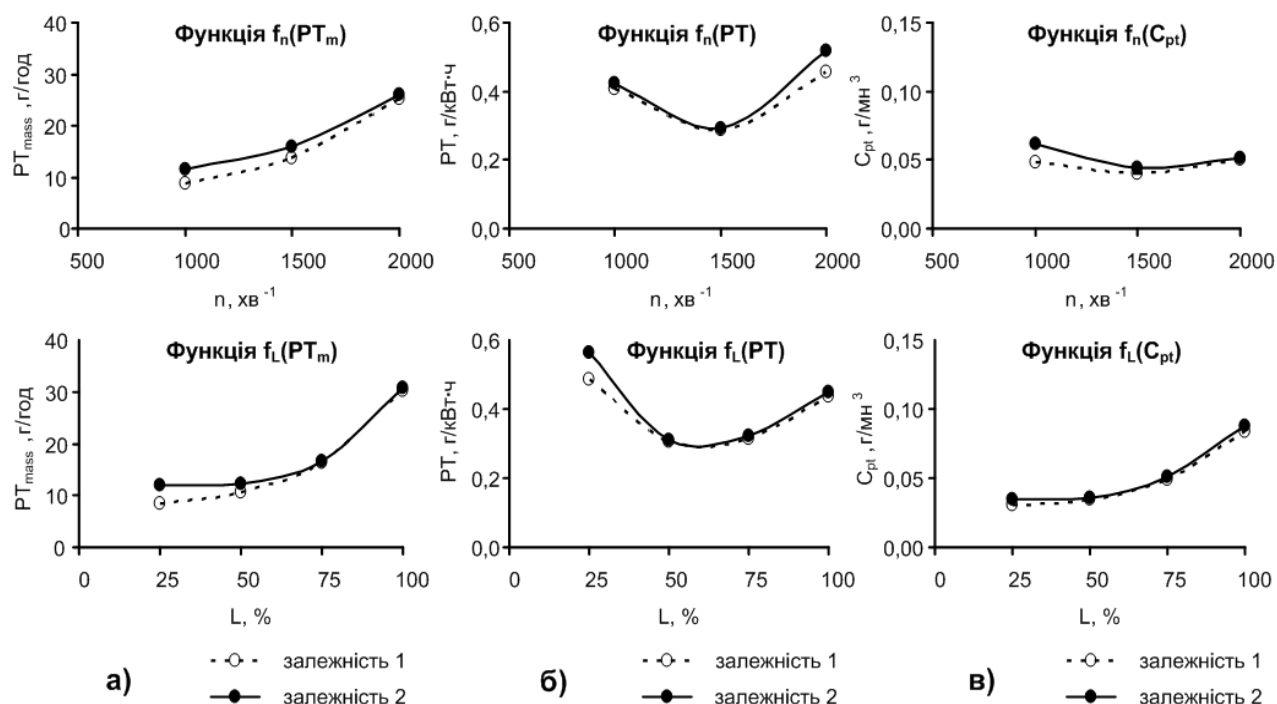 Функція fₙ(PTₘ)
PTmass , г/год
40
30
20
10
0
500 1000 1500 2000
n , хв ⁻¹
Функція fₙ(PT)
PT, г/кВт·ч
0,6
0,4
0,2
0,0
500 1000 1500 2000
n , хв ⁻¹
Функція fₙ(Cpt)
Cpt , г/мн ³
0,15
0,10
0,05
0,00
500 1000 1500 2000
n , хв ⁻¹
Функція fL(PTₘ)
PTmass , г/год
40
30
20
10
0
0 25 50 75 100
L, %
Функція fL(PT)
PT, г/кВт·ч
0,6
0,4
0,2
0,0
0 25 50 75 100
L, %
Функція fL(Cpt)
Cpt , г/мн ³
0,15
0,10
0,05
0,00
0 25 50 75 100
L, %
а)
залежність 1
залежність 2
б)
залежність 1
залежність 2
в)
залежність 1
залежність 2